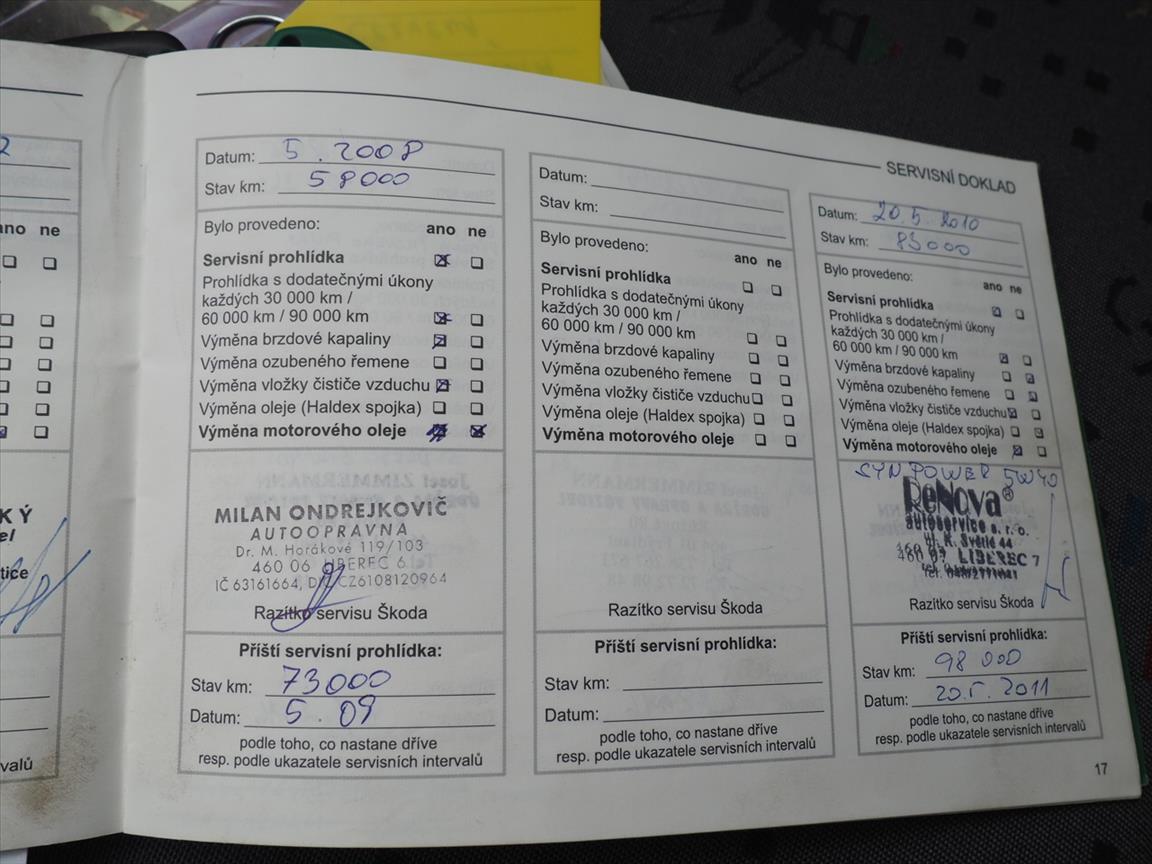 SERVISNÍ DOKLAD
ano ne
KÝ
Datum: 5. 2008
Stav km: 58000
Bylo provedeno: ano ne
Servisní prohlídka
Prohlídka s dodatečnými úkony
každých 30 000 km /
60 000 km / 90 000 km
Výměna brzdové kapaliny
Výměna ozubeného řemene
Výměna vložky čističe vzduchu
Výměna oleje (Haldex spojka)
Výměna motorového oleje
MILAN ONDREJKOVIČ
AUTOOPRAVNA
Dr. M. Horákové 119/103
460 06 LIBEREC 6
IČ 63161664, DIČ CZ6108120964
Razítko servisu Škoda
Příští servisní prohlídka:
Stav km: 73000
Datum: 5 09
podle toho, co nastane dříve
resp. podle ukazatele servisních intervalů
Datum:
Stav km:
Bylo provedeno: ano ne
Servisní prohlídka
Prohlídka s dodatečnými úkony
každých 30 000 km /
60 000 km / 90 000 km
Výměna brzdové kapaliny
Výměna ozubeného řemene
Výměna vložky čističe vzduchu
Výměna oleje (Haldex spojka)
Výměna motorového oleje
Razítko servisu Škoda
Příští servisní prohlídka:
Stav km:
Datum:
podle toho, co nastane dříve
resp. podle ukazatele servisních intervalů
Datum: 20.5.2010
Stav km: 83000
Bylo provedeno: ano ne
Servisní prohlídka
Prohlídka s dodatečnými úkony
každých 30 000 km /
60 000 km / 90 000 km
Výměna brzdové kapaliny
Výměna ozubeného řemene
Výměna vložky čističe vzduchu
Výměna oleje (Haldex spojka)
Výměna motorového oleje
SYN POWER 5W40
ReNova®
autoservice s. r. o.
ul. K. Světlé 44
460 07 LIBEREC 7
Razítko servisu Škoda
Příští servisní prohlídka:
Stav km: 98 000
Datum: 20.5. 2011
podle toho, co nastane dříve
resp. podle ukazatele servisních intervalů
17